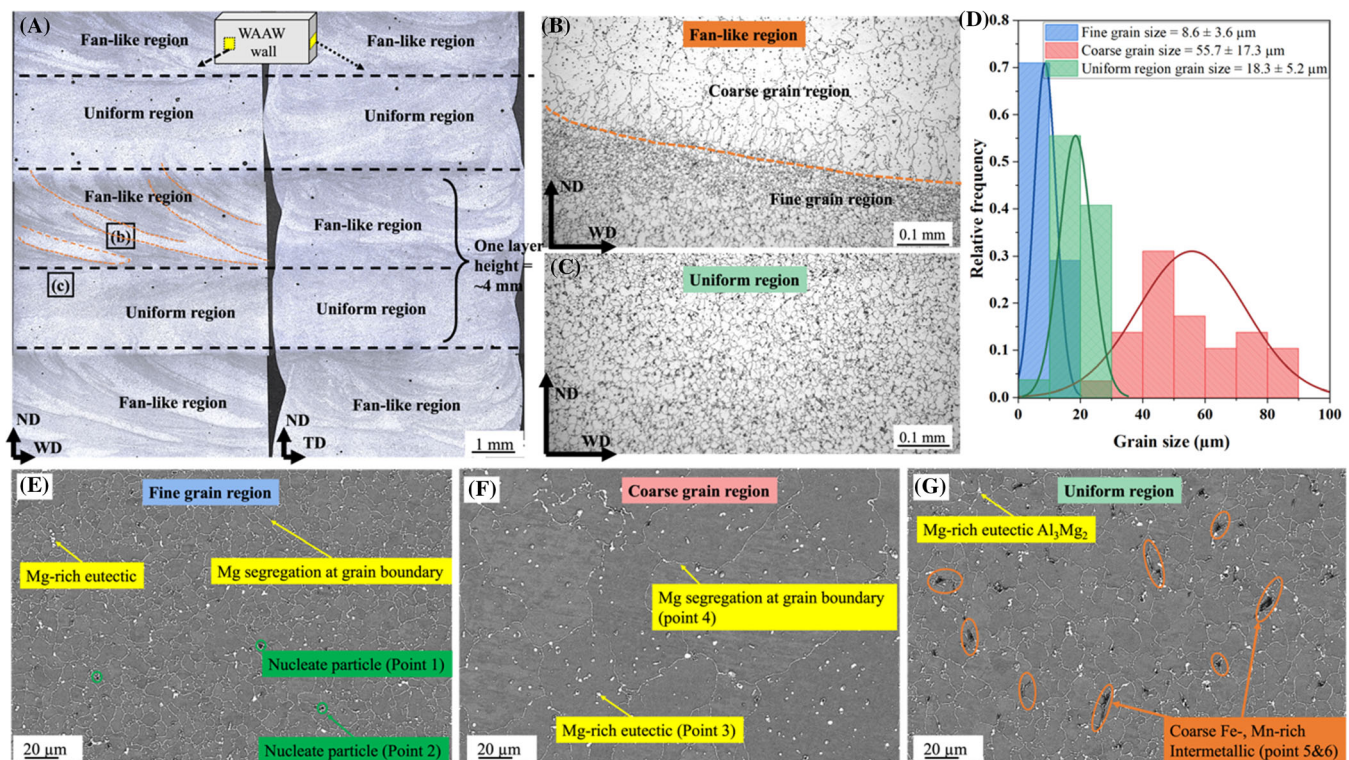 (A)
Fan-like region
WAAW
wall
Fan-like region
Uniform region
Uniform region
Fan-like region
(b)
Fan-like region
One layer
height =
~4 mm
(c)
Uniform region
Uniform region
Fan-like region
Fan-like region
ND
WD
ND
TD
1 mm
(B)
Fan-like region
Coarse grain region
Fine grain region
ND
WD
0.1 mm
(C)
Uniform region
ND
WD
0.1 mm
(D)
Fine grain size = 8.6 ± 3.6 µm
Coarse grain size = 55.7 ± 17.3 µm
Uniform region grain size = 18.3 ± 5.2 µm
Relative frequency
0.8
0.7
0.6
0.5
0.4
0.3
0.2
0.1
0.0
0 20 40 60 80 100
Grain size (µm)
(E)
Fine grain region
Mg-rich eutectic
Mg segregation at grain boundary
Nucleate particle (Point 1)
Nucleate particle (Point 2)
20 µm
(F)
Coarse grain region
Mg segregation at grain boundary
(point 4)
Mg-rich eutectic (Point 3)
20 µm
(G)
Uniform region
Mg-rich eutectic Al₃Mg₂
Coarse Fe-, Mn-rich
Intermetallic (point 5&6)
20 µm